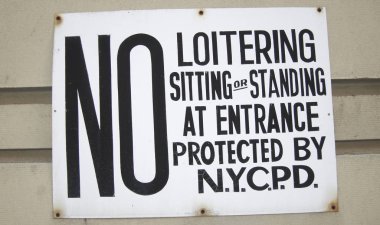 NO
LOITERING
SITTING OR STANDING
AT ENTRANCE
PROTECTED BY
N.Y.C.P.D.